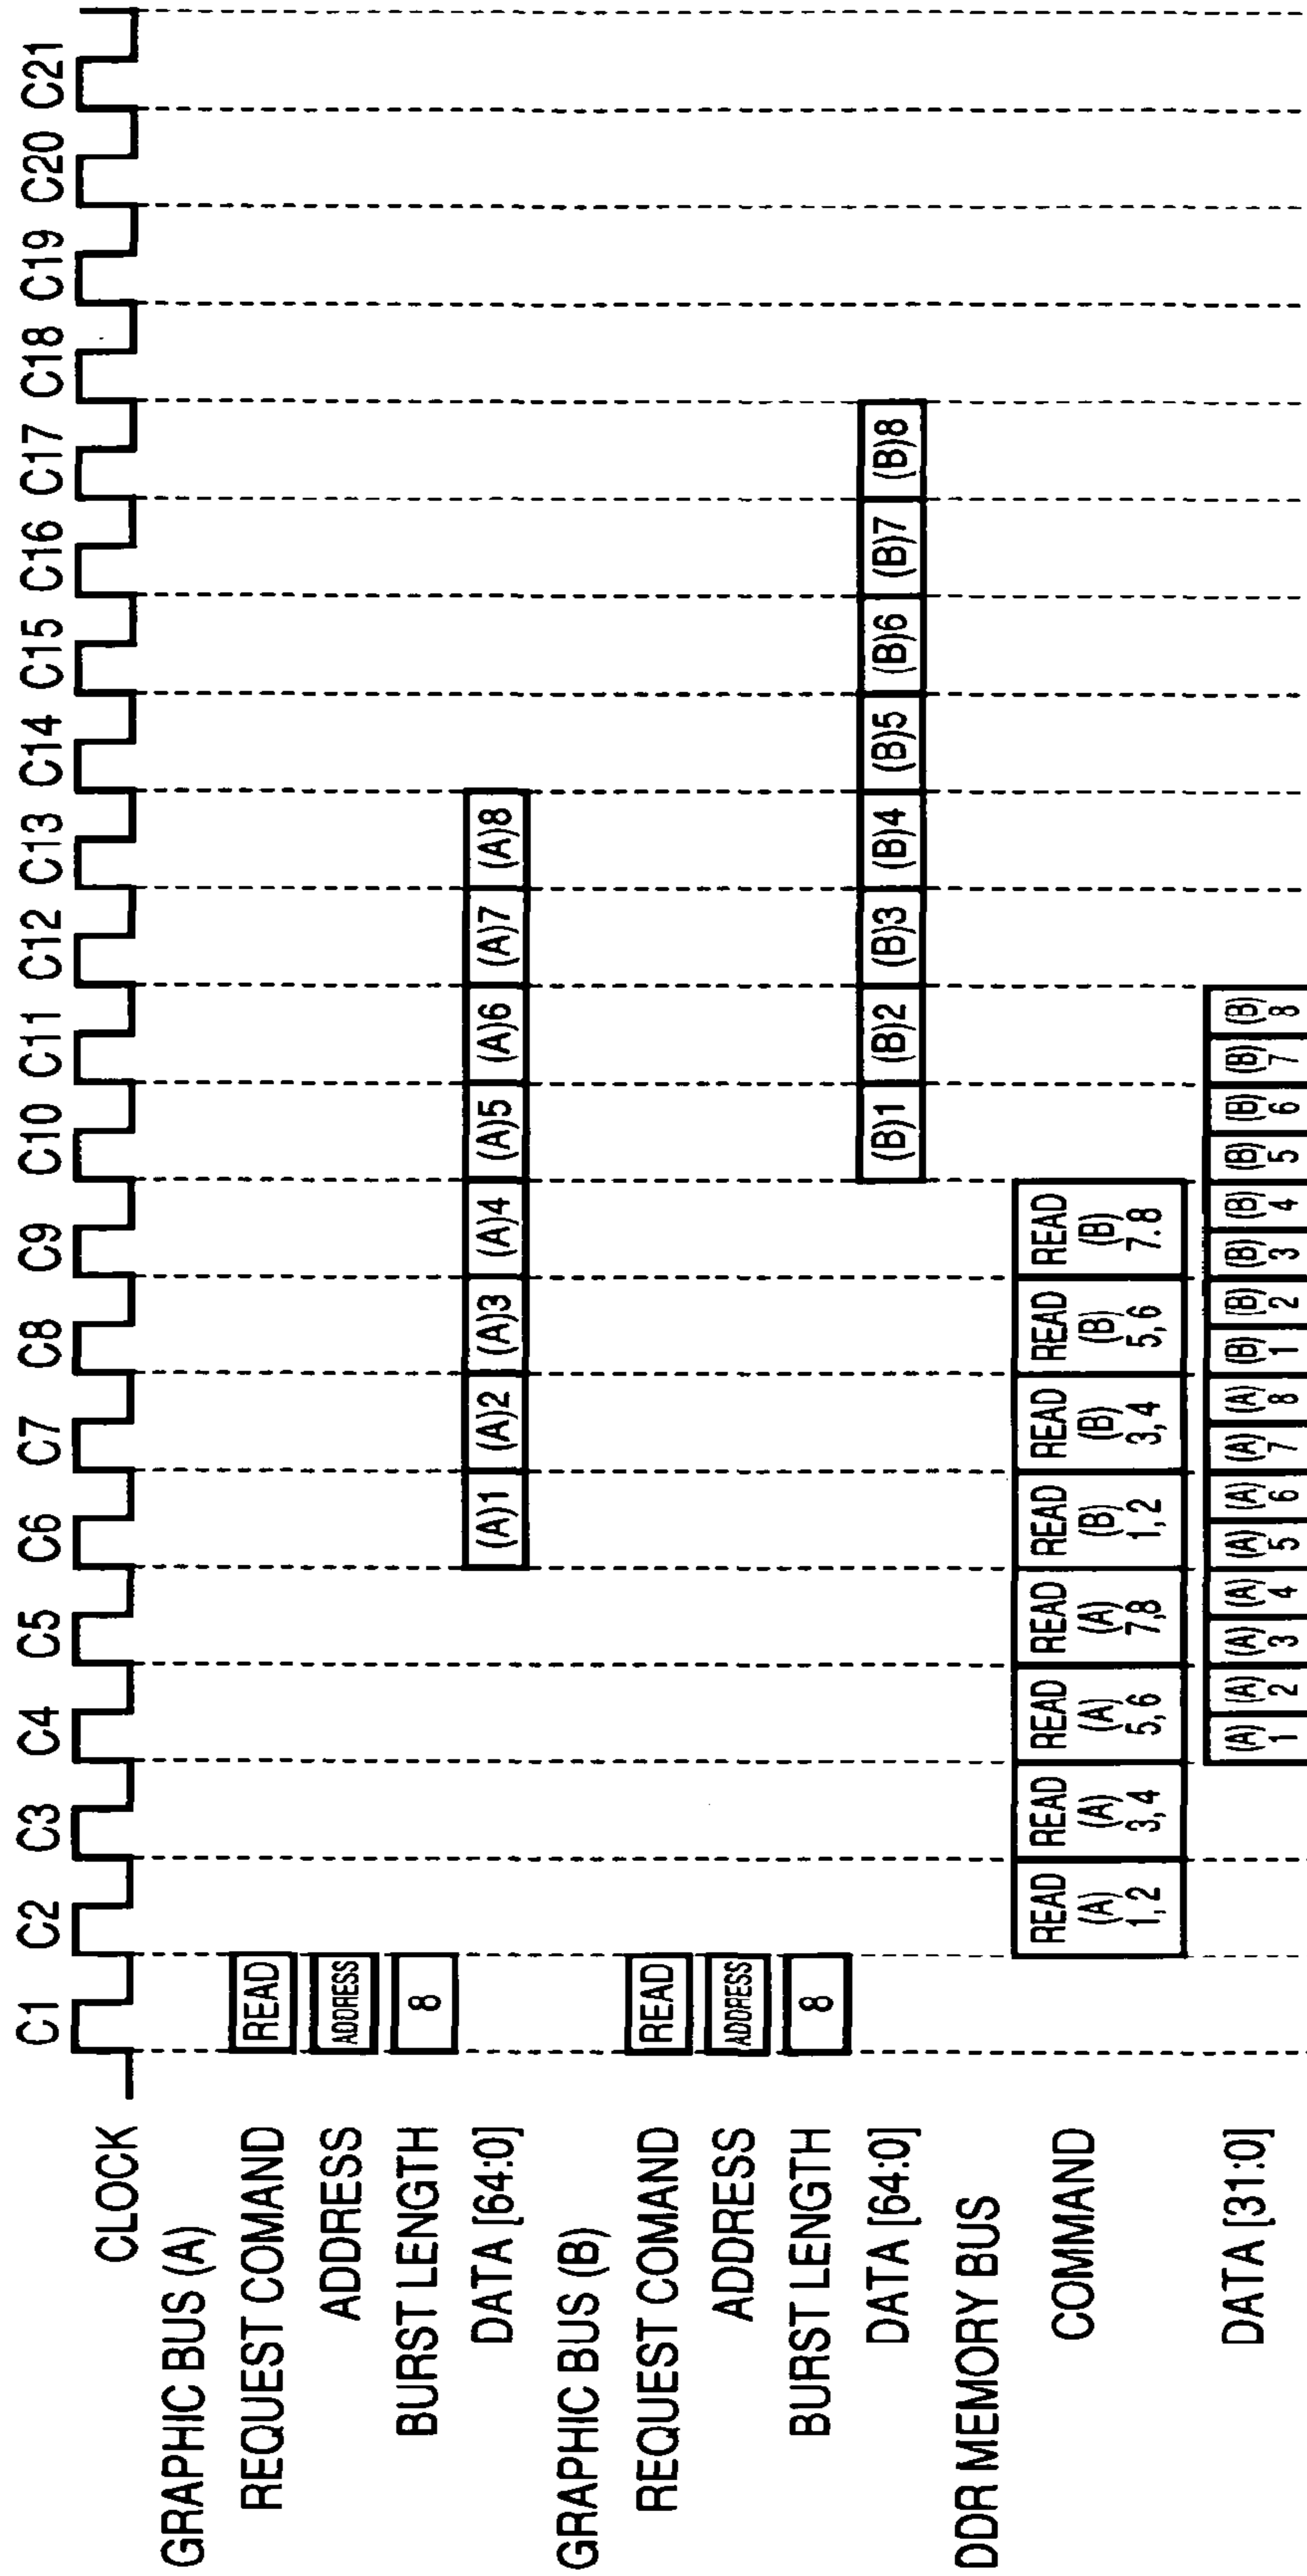 C1 C2 C3 C4 C5 C6 C7 C8 C9 C10 C11 C12 C13 C14 C15 C16 C17 C18 C19 C20 C21
CLOCK
GRAPHIC BUS (A)
REQUEST COMAND READ
ADDRESS ADDRESS
BURST LENGTH 8
DATA [64:0] (A)1 (A)2 (A)3 (A)4 (A)5 (A)6 (A)7 (A)8
GRAPHIC BUS (B)
REQUEST COMAND READ
ADDRESS ADDRESS
BURST LENGTH 8
DATA [64:0] (B)1 (B)2 (B)3 (B)4 (B)5 (B)6 (B)7 (B)8
DDR MEMORY BUS
READ READ READ READ READ READ READ READ
COMMAND (A) (A) (A) (A) (B) (B) (B) (B)
1, 2 3, 4 5, 6 7,8 1, 2 3, 4 5, 6 7.8
(A) (A) (A) (A) (A) (A) (A) (A) (B) (B) (B) (B) (B) (B) (B) (B)
DATA [31:0] 1 2 3 4 5 6 7 8 1 2 3 4 5 6 7 8